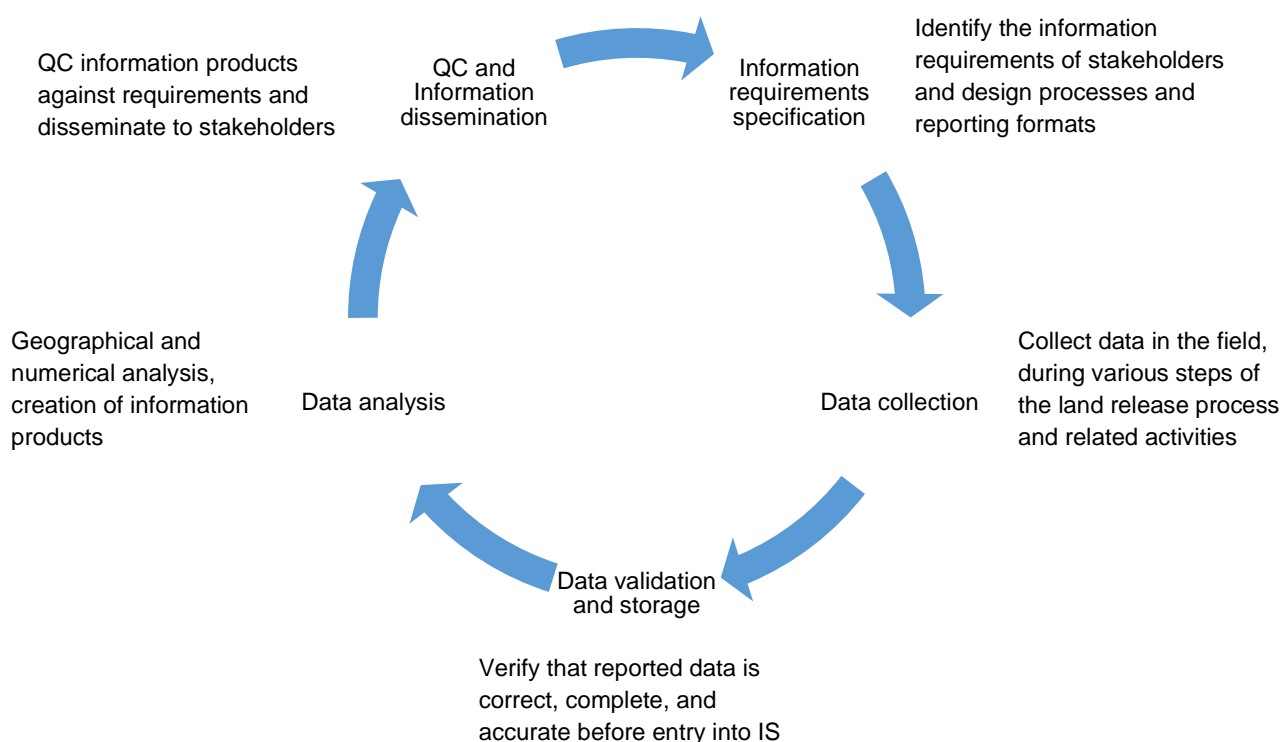 QC information products
against requirements and
disseminate to stakeholders
QC and
Information
dissemination
Information
requirements
specification
Identify the information
requirements of stakeholders
and design processes and
reporting formats
Geographical and
numerical analysis,
creation of information
products
Data analysis
Data collection
Collect data in the field,
during various steps of
the land release process
and related activities
Data validation
and storage
Verify that reported data is
correct, complete, and
accurate before entry into IS